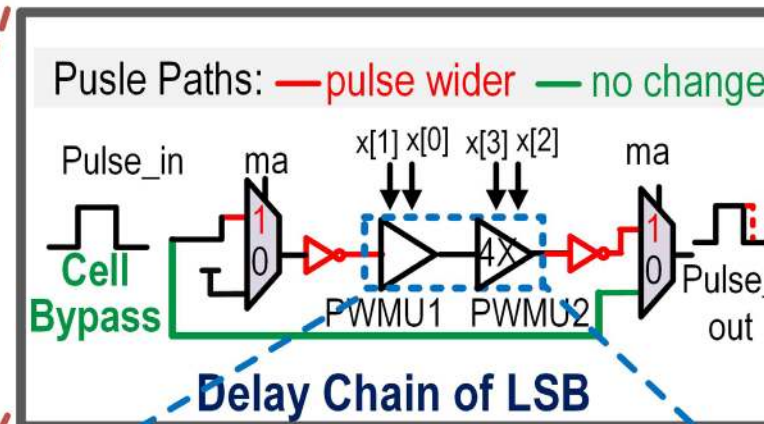 Pusle Paths: pulse wider no change
x[1] x[0] x[3] x[2]
Pulse_in ma ma
1 1
0 4X 0
Cell
Bypass
PWMU1 PWMU2 Pulse_
out
Delay Chain of LSB